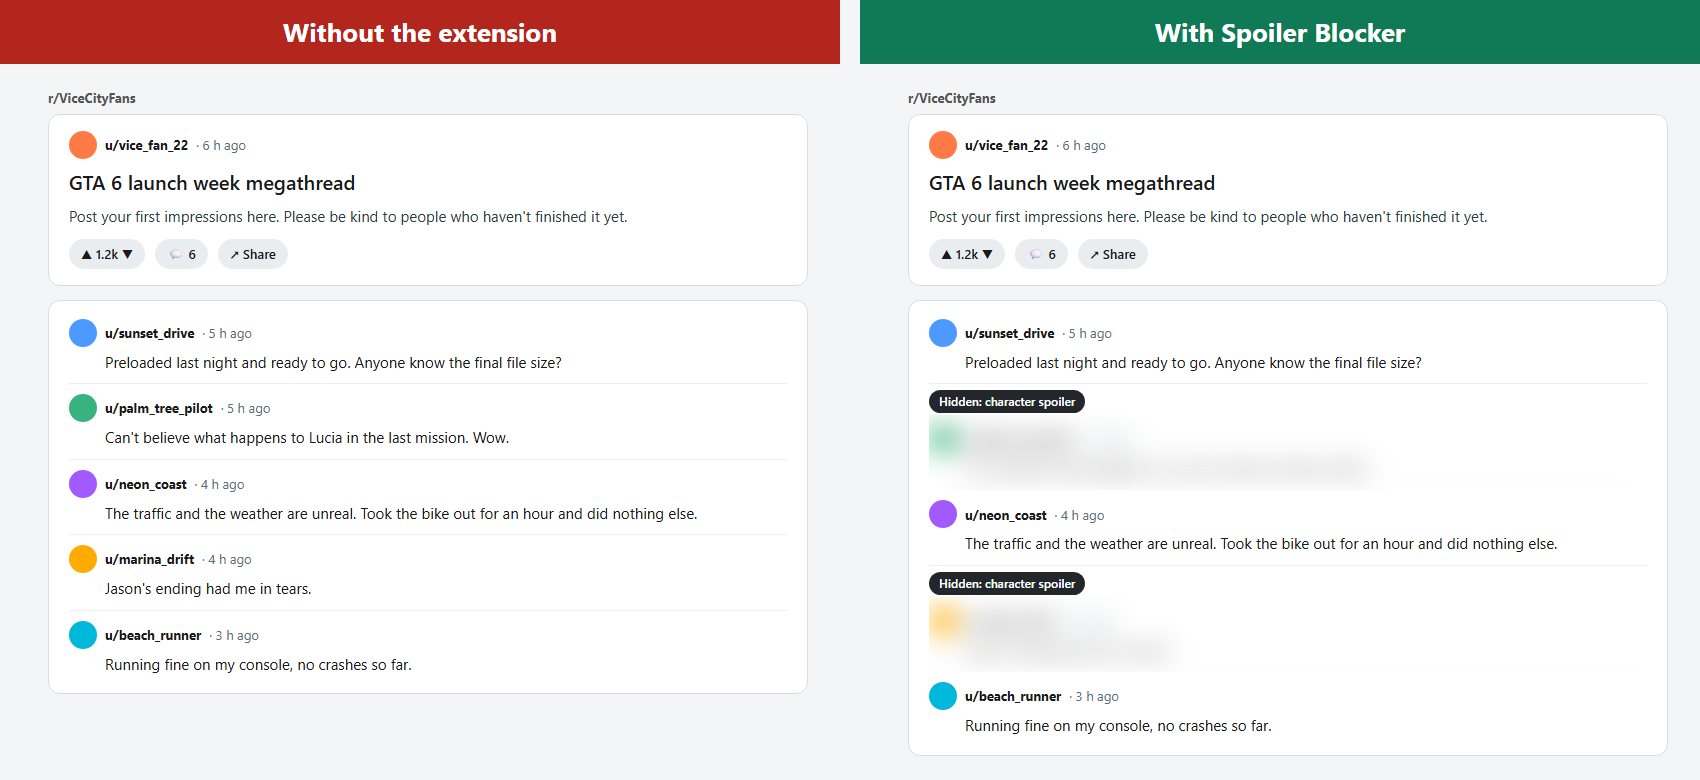 Without the extension
r/ViceCityFans
u/vice_fan_22 · 6 h ago
GTA 6 launch week megathread
Post your first impressions here. Please be kind to people who haven't finished it yet.
▲ 1.2k ▼ 6 ↗ Share
u/sunset_drive · 5 h ago
Preloaded last night and ready to go. Anyone know the final file size?
u/palm_tree_pilot · 5 h ago
Can't believe what happens to Lucia in the last mission. Wow.
u/neon_coast · 4 h ago
The traffic and the weather are unreal. Took the bike out for an hour and did nothing else.
u/marina_drift · 4 h ago
Jason's ending had me in tears.
u/beach_runner · 3 h ago
Running fine on my console, no crashes so far.
With Spoiler Blocker
r/ViceCityFans
u/vice_fan_22 · 6 h ago
GTA 6 launch week megathread
Post your first impressions here. Please be kind to people who haven't finished it yet.
▲ 1.2k ▼ 6 ↗ Share
u/sunset_drive · 5 h ago
Preloaded last night and ready to go. Anyone know the final file size?
Hidden: character spoiler
u/neon_coast · 4 h ago
The traffic and the weather are unreal. Took the bike out for an hour and did nothing else.
Hidden: character spoiler
u/beach_runner · 3 h ago
Running fine on my console, no crashes so far.